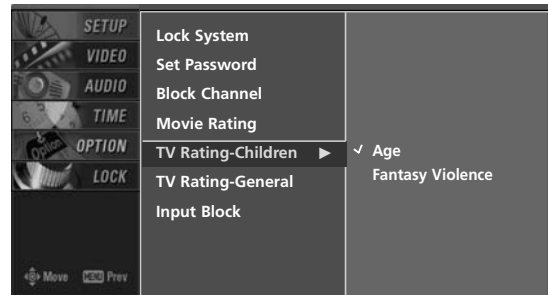 SETUP
VIDEO
AUDIO
TIME
OPTION
LOCK
Lock System
Set Password
Block Channel
Movie Rating
TV Rating-Children ▶
TV Rating-General
Input Block
✓ Age
Fantasy Violence
Option
Move MENU Prev